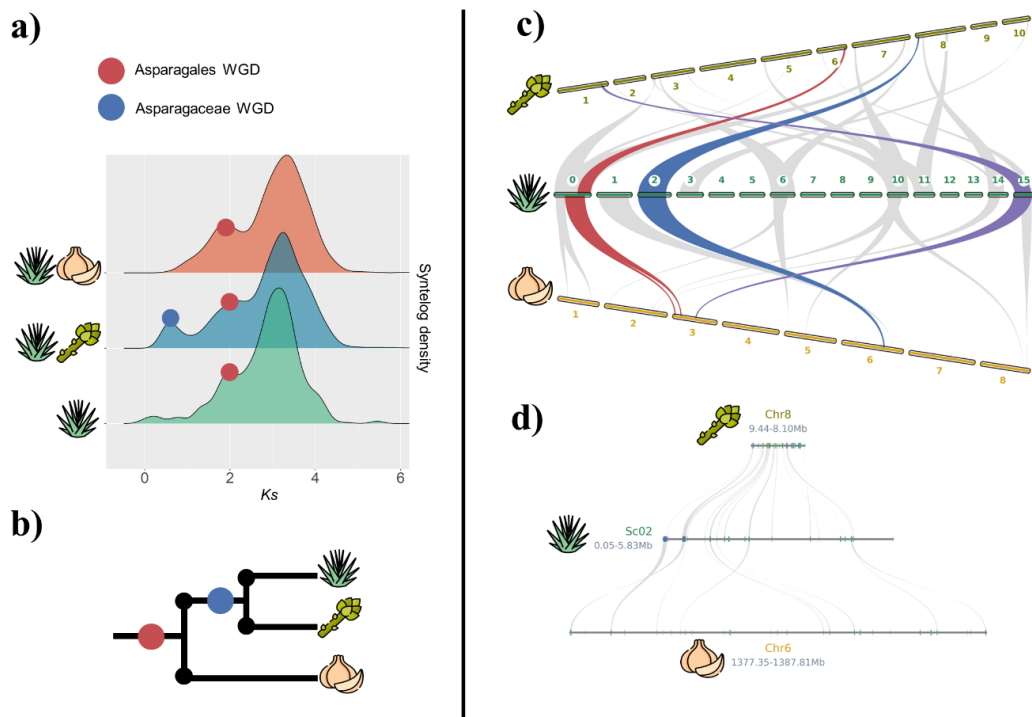 a)
Asparagales WGD
Asparagaceae WGD
Syntelog density
0 2 4 6
Ks
b)
c)
1 2 3 4 5 6 7 8 9 10
0 1 2 3 4 5 6 7 8 9 10 11 12 13 14 15
1 2 3 4 5 6 7 8
d)
Chr8
9.44-8.10Mb
Sc02
0.05-5.83Mb
Chr6
1377.35-1387.81Mb